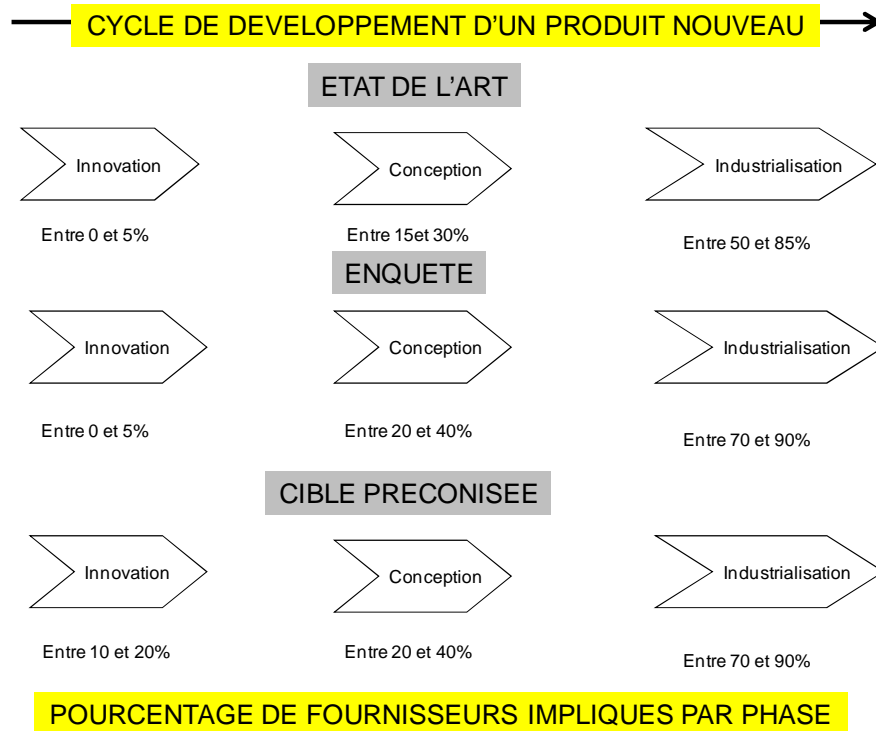 CYCLE DE DEVELOPPEMENT D'UN PRODUIT NOUVEAU
ETAT DE L'ART
Innovation
Conception
Industrialisation
Entre 0 et 5%
Entre 15et 30%
Entre 50 et 85%
ENQUETE
Innovation
Conception
Industrialisation
Entre 0 et 5%
Entre 20 et 40%
Entre 70 et 90%
CIBLE PRECONISEE
Innovation
Conception
Industrialisation
Entre 10 et 20%
Entre 20 et 40%
Entre 70 et 90%
POURCENTAGE DE FOURNISSEURS IMPLIQUES PAR PHASE